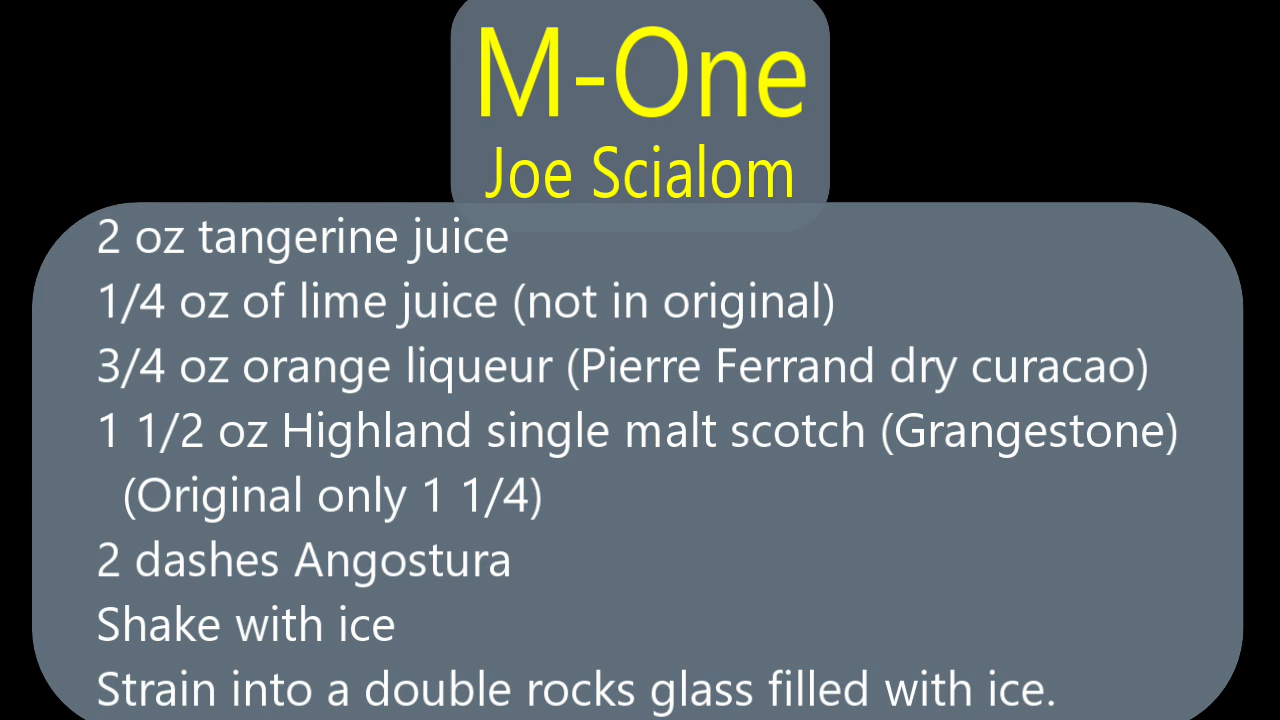 M-One
Joe Scialom
2 oz tangerine juice
1/4 oz of lime juice (not in original)
3/4 oz orange liqueur (Pierre Ferrand dry curacao)
1 1/2 oz Highland single malt scotch (Grangestone)
(Original only 1 1/4)
2 dashes Angostura
Shake with ice
Strain into a double rocks glass filled with ice.